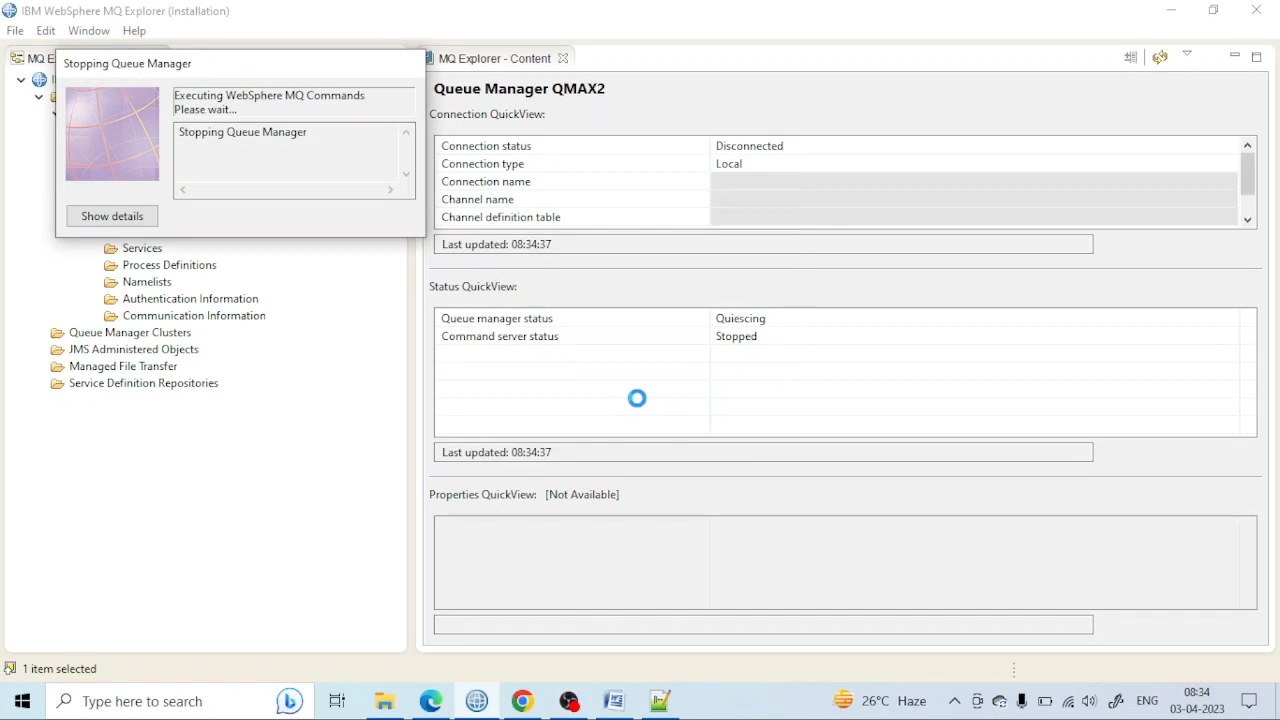 IBM WebSphere MQ Explorer (Installation)
File Edit Window Help
MQ E
Stopping Queue Manager
Executing WebSphere MQ Commands
Please wait...
Stopping Queue Manager
Show details
Services
Process Definitions
Namelists
Authentication Information
Communication Information
Queue Manager Clusters
JMS Administered Objects
Managed File Transfer
Service Definition Repositories
MQ Explorer - Content
Queue Manager QMAX2
Connection QuickView:
Connection status Disconnected
Connection type Local
Connection name
Channel name
Channel definition table
Last updated: 08:34:37
Status QuickView:
Queue manager status Quiescing
Command server status Stopped
Last updated: 08:34:37
Properties QuickView: [Not Available]
1 item selected
Type here to search
26°C Haze
ENG
08:34
03-04-2023